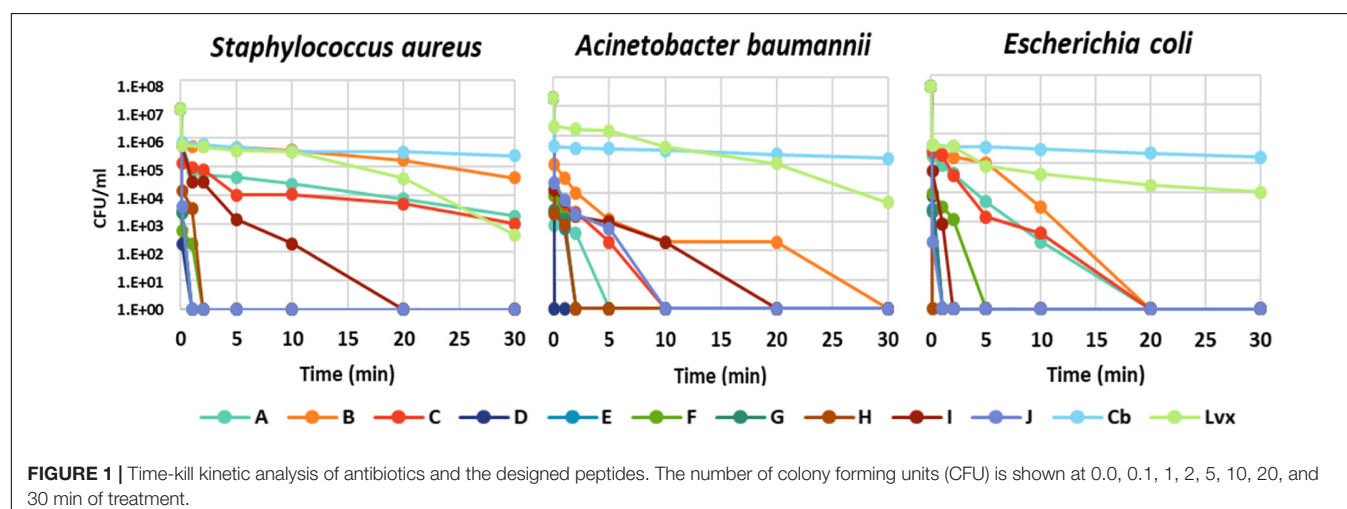 Staphylococcus aureus
Acinetobacter baumannii
Escherichia coli
CFU/ml
1.E+08
1.E+07
1.E+06
1.E+05
1.E+04
1.E+03
1.E+02
1.E+01
1.E+00
0 5 10 15 20 25 30
0 5 10 15 20 25 30
0 5 10 15 20 25 30
Time (min)
Time (min)
Time (min)
A B C D E F G H I J Cb Lvx
FIGURE 1 | Time-kill kinetic analysis of antibiotics and the designed peptides. The number of colony forming units (CFU) is shown at 0.0, 0.1, 1, 2, 5, 10, 20, and
30 min of treatment.